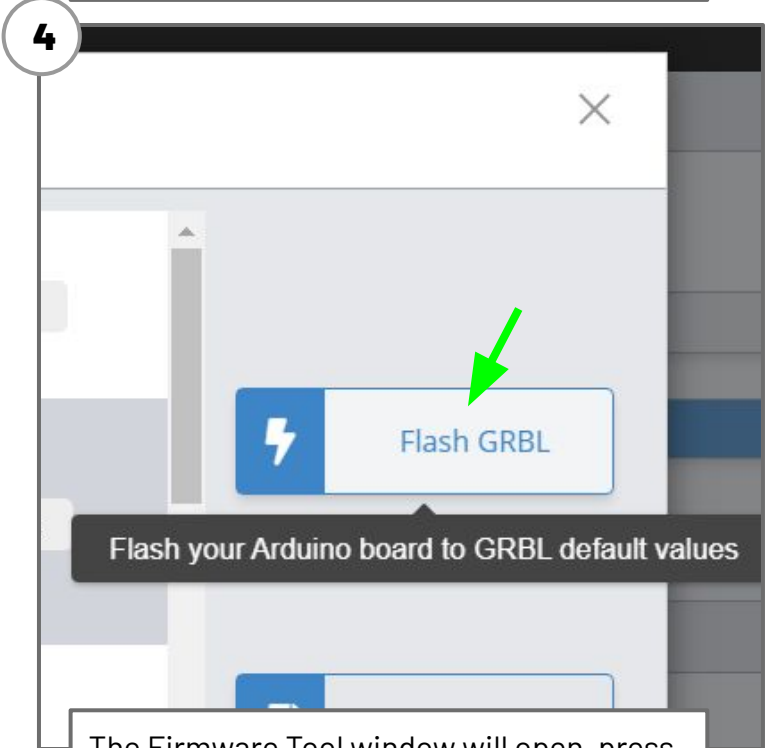 4
Flash GRBL
Flash your Arduino board to GRBL default values
The Firmware Tool window will open, press